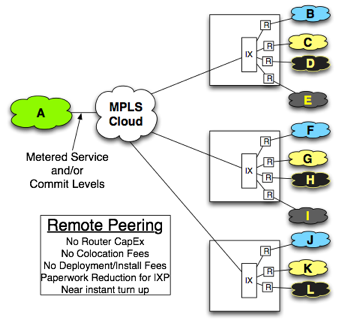 B
R
C
R
IX
R
D
R
E
A
MPLS
Cloud
Metered Service
and/or
Commit Levels
F
R
G
R
IX
R
H
R
I
Remote Peering
No Router CapEx
No Colocation Fees
No Deployment/Install Fees
Paperwork Reduction for IXP
Near instant turn up
J
R
K
R
IX
R
L